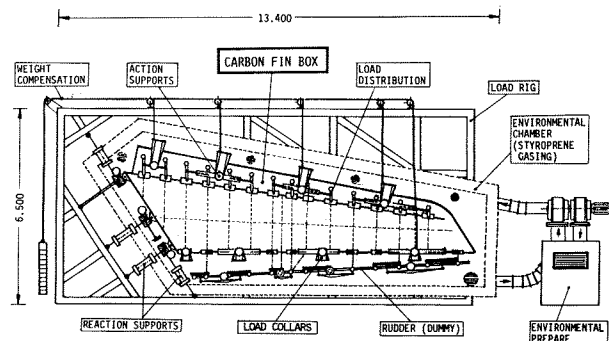 13.400
WEIGHT
COMPENSATION
ACTION
SUPPORTS
CARBON FIN BOX
LOAD
DISTRIBUTION
LOAD RIG
ENVIRONMENTAL
CHAMBER
(STYROPRENE
GASING)
6.500
REACTION SUPPORTS
LOAD COLLARS
RUDDER (DUMMY)
ENVIRONMENTAL
PREPARE